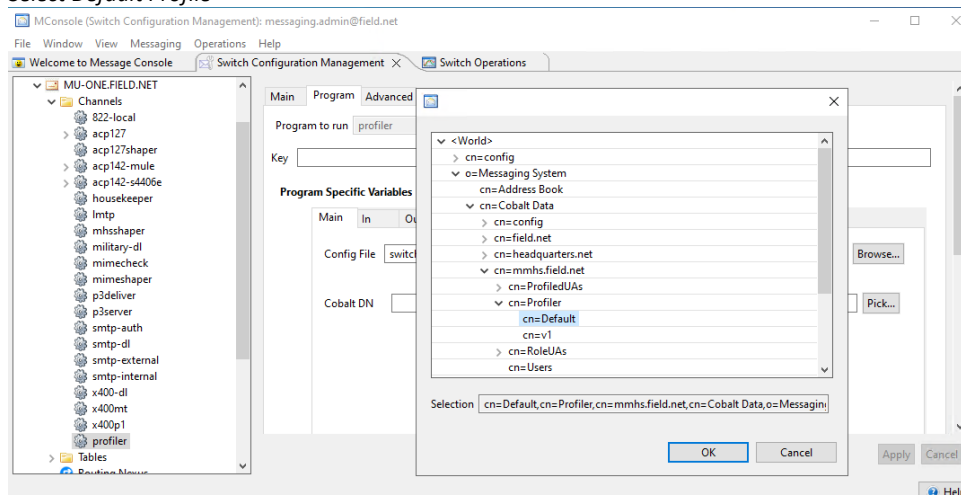 Select Default Profile
MConsole (Switch Configuration Management): messaging.admin@field.net
File Window View Messaging Operations Help
Welcome to Message Console Switch Configuration Management Switch Operations
MU-ONE.FIELD.NET
Channels
822-local
acp127
acp127shaper
acp142-mule
acp142-s4406e
housekeeper
lmtp
mhsshaper
military-dl
mimecheck
mimeshaper
p3deliver
p3server
smtp-auth
smtp-dl
smtp-external
smtp-internal
x400-dl
x400mt
x400p1
profiler
Tables
Main Program Advanced
Program to run profiler
Key
Program Specific Variables
Main In
Config File Browse...
Cobalt DN Pick...
<World>
cn=config
o=Messaging System
cn=Address Book
cn=Cobalt Data
cn=config
cn=field.net
cn=headquarters.net
cn=mmhs.field.net
cn=ProfiledUAs
cn=Profiler
cn=Default
cn=v1
cn=RoleUAs
cn=Users
Selection cn=Default,cn=Profiler,cn=mmhs.field.net,cn=Cobalt Data,o=Messaging
OK Cancel
Apply Cancel